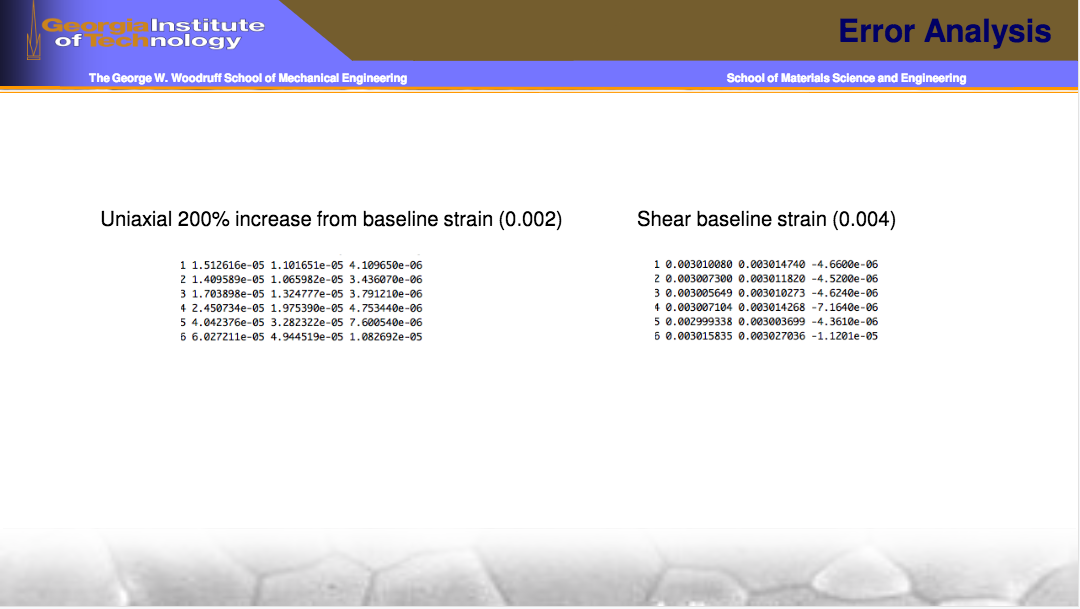 Georgia Institute
of Technology
Error Analysis
The George W. Woodruff School of Mechanical Engineering
School of Materials Science and Engineering
Uniaxial 200% increase from baseline strain (0.002)
1 1.512616e-05 1.101651e-05 4.109650e-06
2 1.409589e-05 1.065982e-05 3.436070e-06
3 1.703898e-05 1.324777e-05 3.791210e-06
4 2.450734e-05 1.975390e-05 4.753440e-06
5 4.042376e-05 3.282322e-05 7.600540e-06
6 6.027211e-05 4.944519e-05 1.082692e-05
Shear baseline strain (0.004)
1 0.003010080 0.003014740 -4.6600e-06
2 0.003007300 0.003011820 -4.5200e-06
3 0.003005649 0.003010273 -4.6240e-06
4 0.003007104 0.003014268 -7.1640e-06
5 0.002999338 0.003003699 -4.3610e-06
6 0.003015835 0.003027036 -1.1201e-05